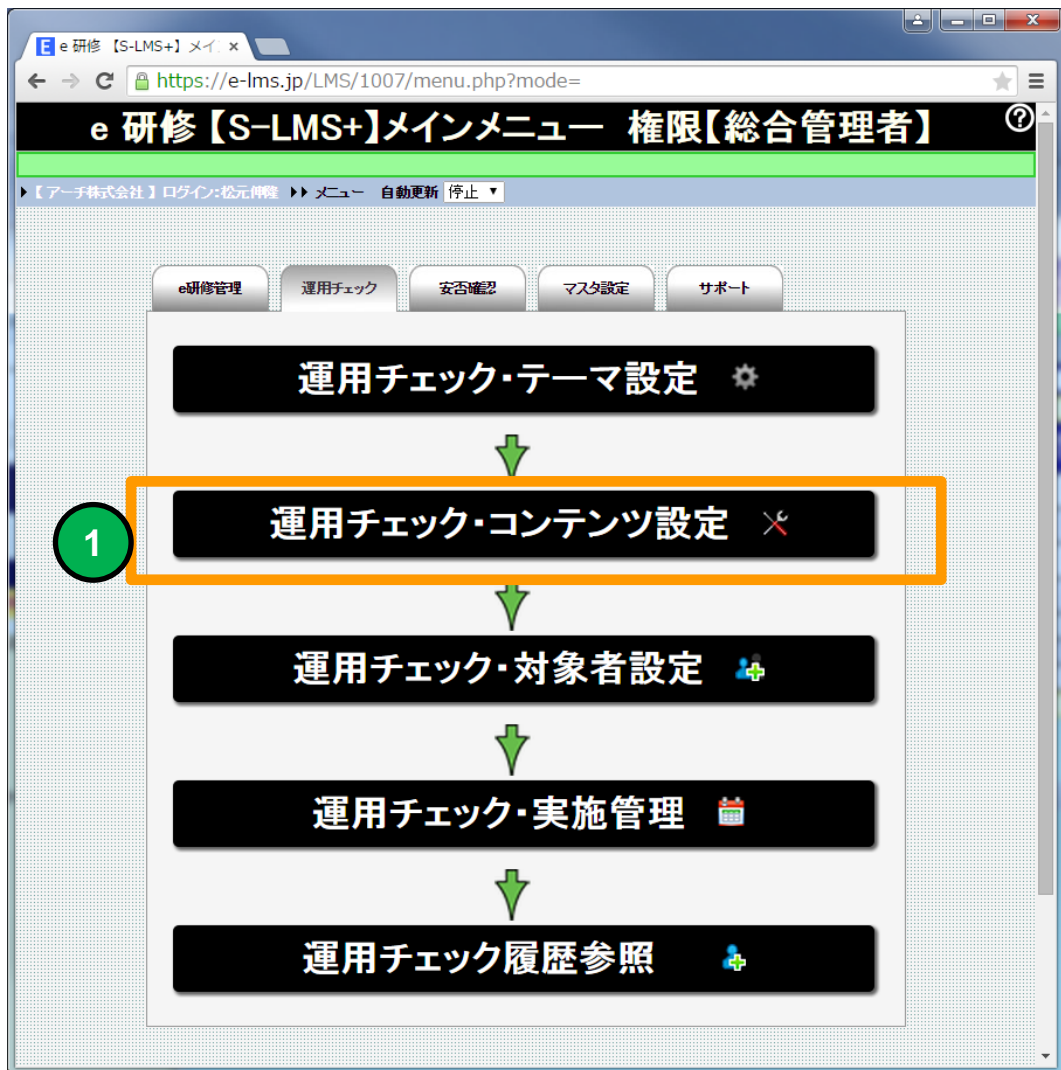 e 研修 【S-LMS+】 メイ
https://e-lms.jp/LMS/1007/menu.php?mode=
e 研修【S-LMS+】メインメニュー 権限【総合管理者】
【 アーチ株式会社 】 ログイン:松元伸隆 メニュー 自動更新 停止
e研修管理 運用チェック 安否確認 マスタ設定 サポート
運用チェック・テーマ設定
1 運用チェック・コンテンツ設定
運用チェック・対象者設定
運用チェック・実施管理
運用チェック履歴参照